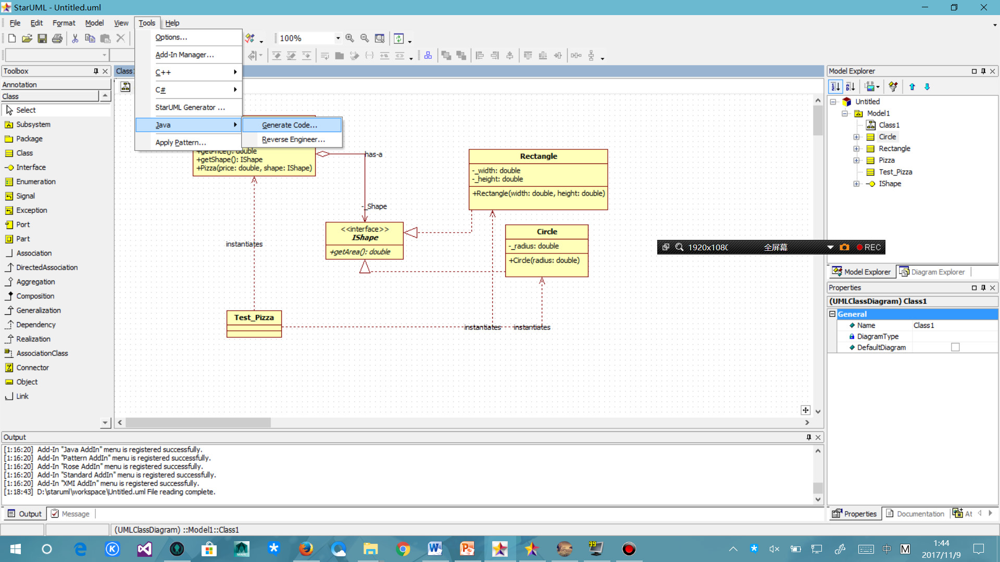 StarUML - Untitled.uml
File Edit Format Model View Tools Help
100%
Options...
Add-In Manager...
C++
C#
StarUML Generator ...
Java
Apply Pattern...
Generate Code...
Reverse Engineer...
Toolbox
Annotation
Class
Select
Subsystem
Package
Class
Interface
Enumeration
Signal
Exception
Port
Part
Association
DirectedAssociation
Aggregation
Composition
Generalization
Dependency
Realization
AssociationClass
Connector
Object
Link
Class1
+getPrice(): double
+getShape(): IShape
+Pizza(price: double, shape: IShape)
has-a
-_Shape
instantiates
<<interface>>
IShape
+getArea(): double
Rectangle
-_width: double
-_height: double
+Rectangle(width: double, height: double)
Circle
-_radius: double
+Circle(radius: double)
Test_Pizza
instantiates
instantiates
1920x1080
全屏幕
REC
Model Explorer
Untitled
Model1
Class1
Circle
Rectangle
Pizza
Test_Pizza
IShape
Model Explorer
Diagram Explorer
Properties
(UMLClassDiagram) Class1
General
Name Class1
DiagramType
DefaultDiagram
Output
[1:16:20] Add-In "Java AddIn" menu is registered successfully.
[1:16:20] Add-In "Pattern AddIn" menu is registered successfully.
[1:16:20] Add-In "Rose AddIn" menu is registered successfully.
[1:16:20] Add-In "Standard AddIn" menu is registered successfully.
[1:16:20] Add-In "XMI AddIn" menu is registered successfully.
[1:18:43] D:\staruml\workspace\Untitled.uml File reading complete.
Output
Message
Properties
Documentation
At
(UMLClassDiagram) ::Model1::Class1
MAYA
99
中
M
1:44
2017/11/9